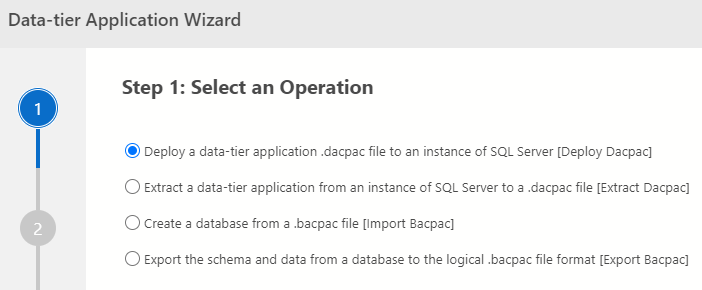 Data-tier Application Wizard
1
Step 1: Select an Operation
Deploy a data-tier application .dacpac file to an instance of SQL Server [Deploy Dacpac]
Extract a data-tier application from an instance of SQL Server to a .dacpac file [Extract Dacpac]
2
Create a database from a .bacpac file [Import Bacpac]
Export the schema and data from a database to the logical .bacpac file format [Export Bacpac]